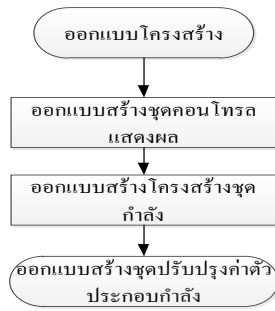 ออกแบบโครงสร้าง
ออกแบบสร้างชุดคอนโทรล
แสดงผล
ออกแบบสร้างโครงสร้างชุด
กำลัง
ออกแบบสร้างชุดปรับปรุงค่าตัว
ประกอบกำลัง